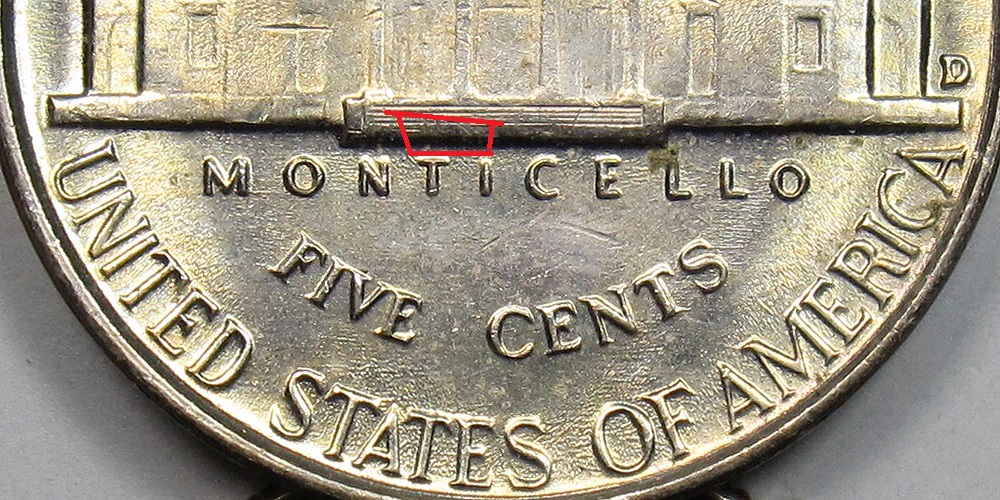 D
MONTICELLO
FIVE CENTS
UNITED STATES OF AMERICA